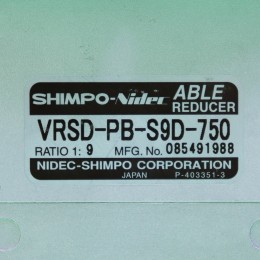 SHIMPO-Nidec ABLE
REDUCER
VRSD-PB-S9D-750
RATIO 1: 9 MFG. No. 085491988
NIDEC-SHIMPO CORPORATION
JAPAN P-403351-3